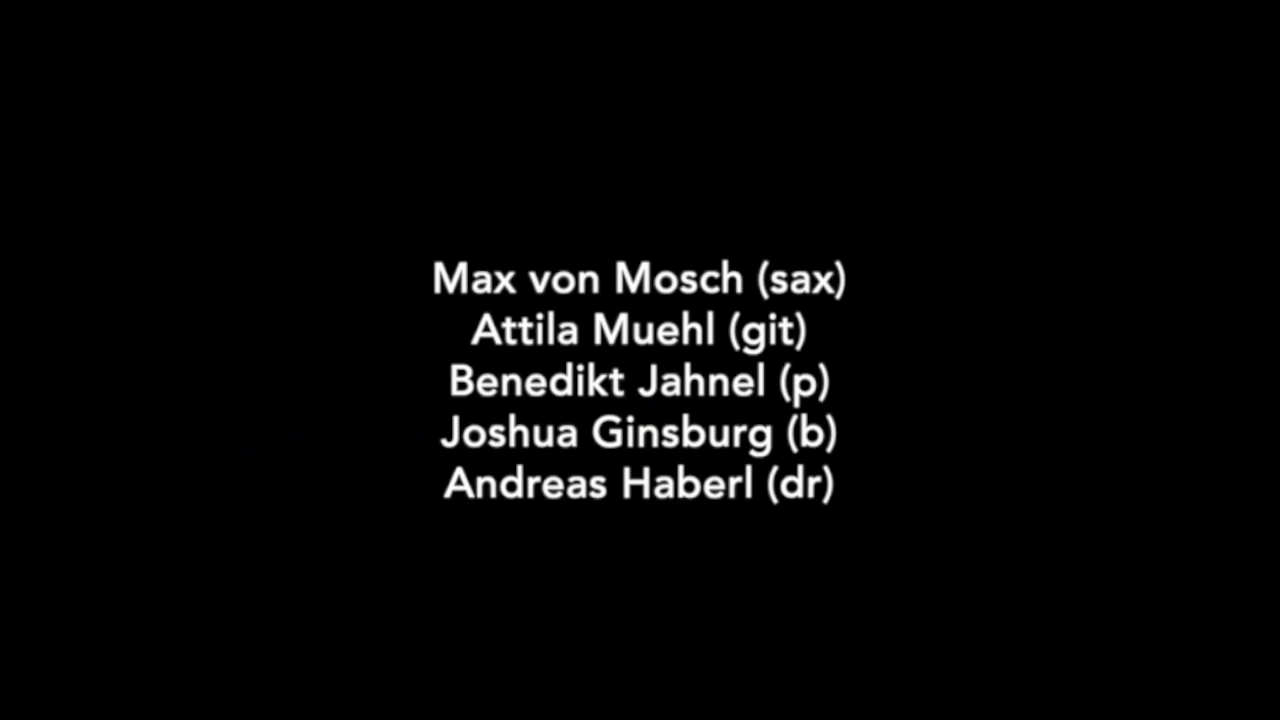 Max von Mosch (sax)
Attila Muehl (git)
Benedikt Jahnel (p)
Joshua Ginsburg (b)
Andreas Haberl (dr)